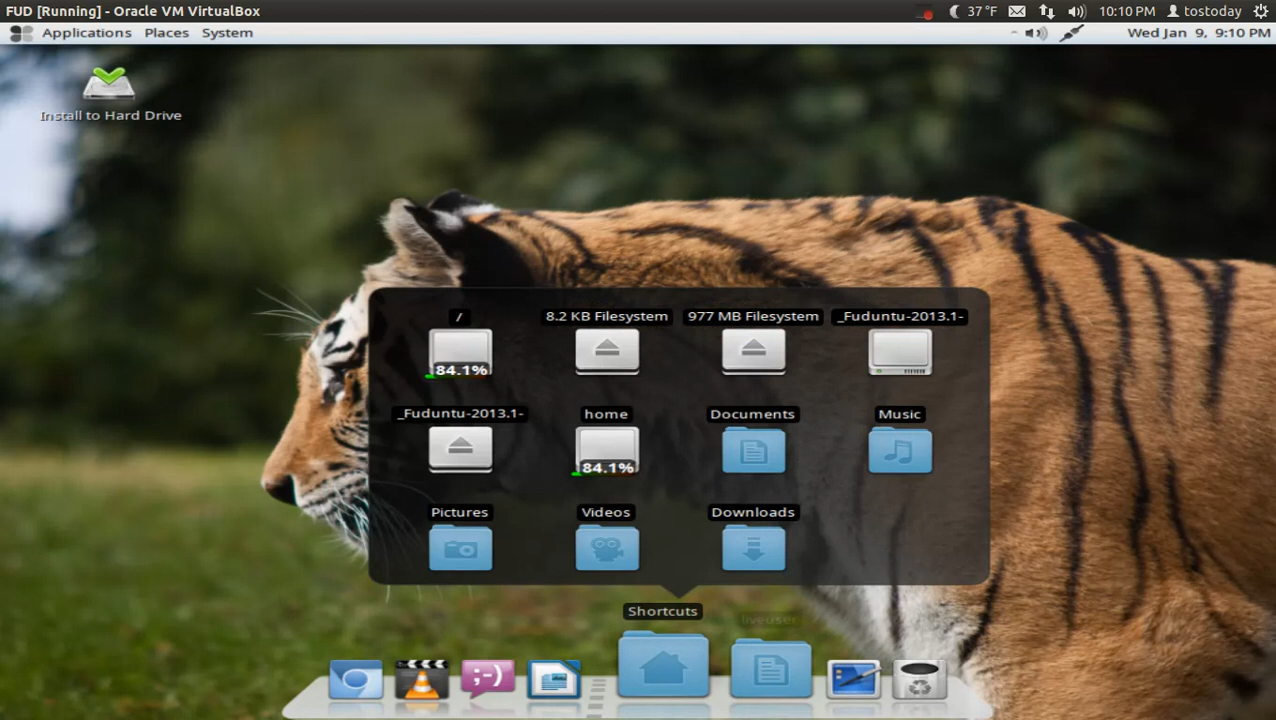 FUD [Running] - Oracle VM VirtualBox
37 °F 10:10 PM tostoday
Applications Places System
Wed Jan 9, 9:10 PM
Install to Hard Drive
/ 8.2 KB Filesystem 977 MB Filesystem _Fuduntu-2013.1-
84.1%
_Fuduntu-2013.1- home Documents Music
84.1%
Pictures Videos Downloads
Shortcuts
liveuser
;-)